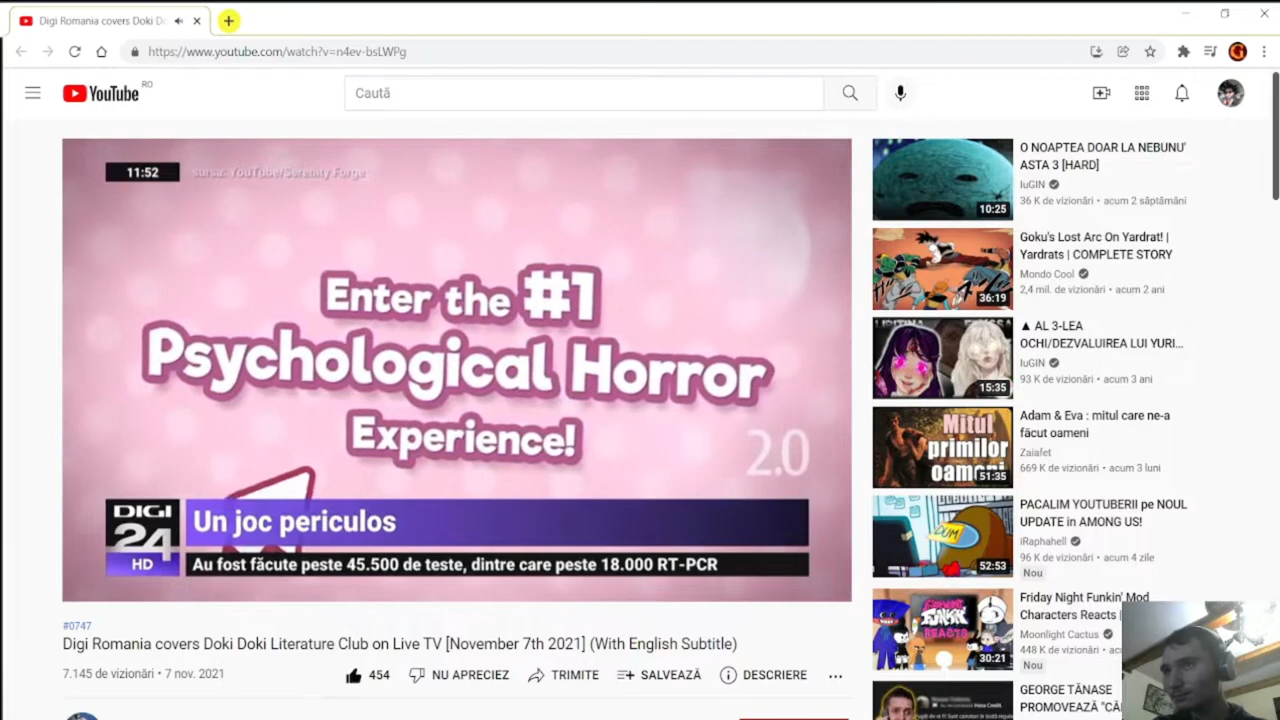 Digi Romania covers Doki Do
https://www.youtube.com/watch?v=n4ev-bsLWPg
YouTube RO
Caută
11:52
sursa: YouTube/Serenity Forge
Enter the #1
Psychological Horror
Experience!
2.0
DIGI
24
HD
Un joc periculos
Au fost făcute peste 45.500 de teste, dintre care peste 18.000 RT-PCR
#0747
Digi Romania covers Doki Doki Literature Club on Live TV [November 7th 2021] (With English Subtitle)
7.145 de vizionări • 7 nov. 2021
454
NU APRECIEZ
TRIMITE
SALVEAZĂ
DESCRIERE
O NOAPTEA DOAR LA NEBUNU'
ASTA 3 [HARD]
IuGIN
36 K de vizionări • acum 2 săptămâni
10:25
Goku's Lost Arc On Yardrat! |
Yardrats | COMPLETE STORY
Mondo Cool
2,4 mil. de vizionări • acum 2 ani
36:19
▲ AL 3-LEA
OCHI/DEZVALUIREA LUI YURI...
IuGIN
93 K de vizionări • acum 3 ani
15:35
Adam & Eva : mitul care ne-a
făcut oameni
Zaiafet
669 K de vizionări • acum 3 luni
Mitul
primilor
oameni
51:35
PACALIM YOUTUBERII pe NOUL
UPDATE in AMONG US!
iRaphahell
96 K de vizionări • acum 4 zile
Nou
DUM
52:53
Friday Night Funkin' Mod
Characters Reacts |
Moonlight Cactus
448 K de vizionări
Nou
FUNKIN
REACTS
30:21
GEORGE TĂNASE
PROMOVEAZĂ "CĂ